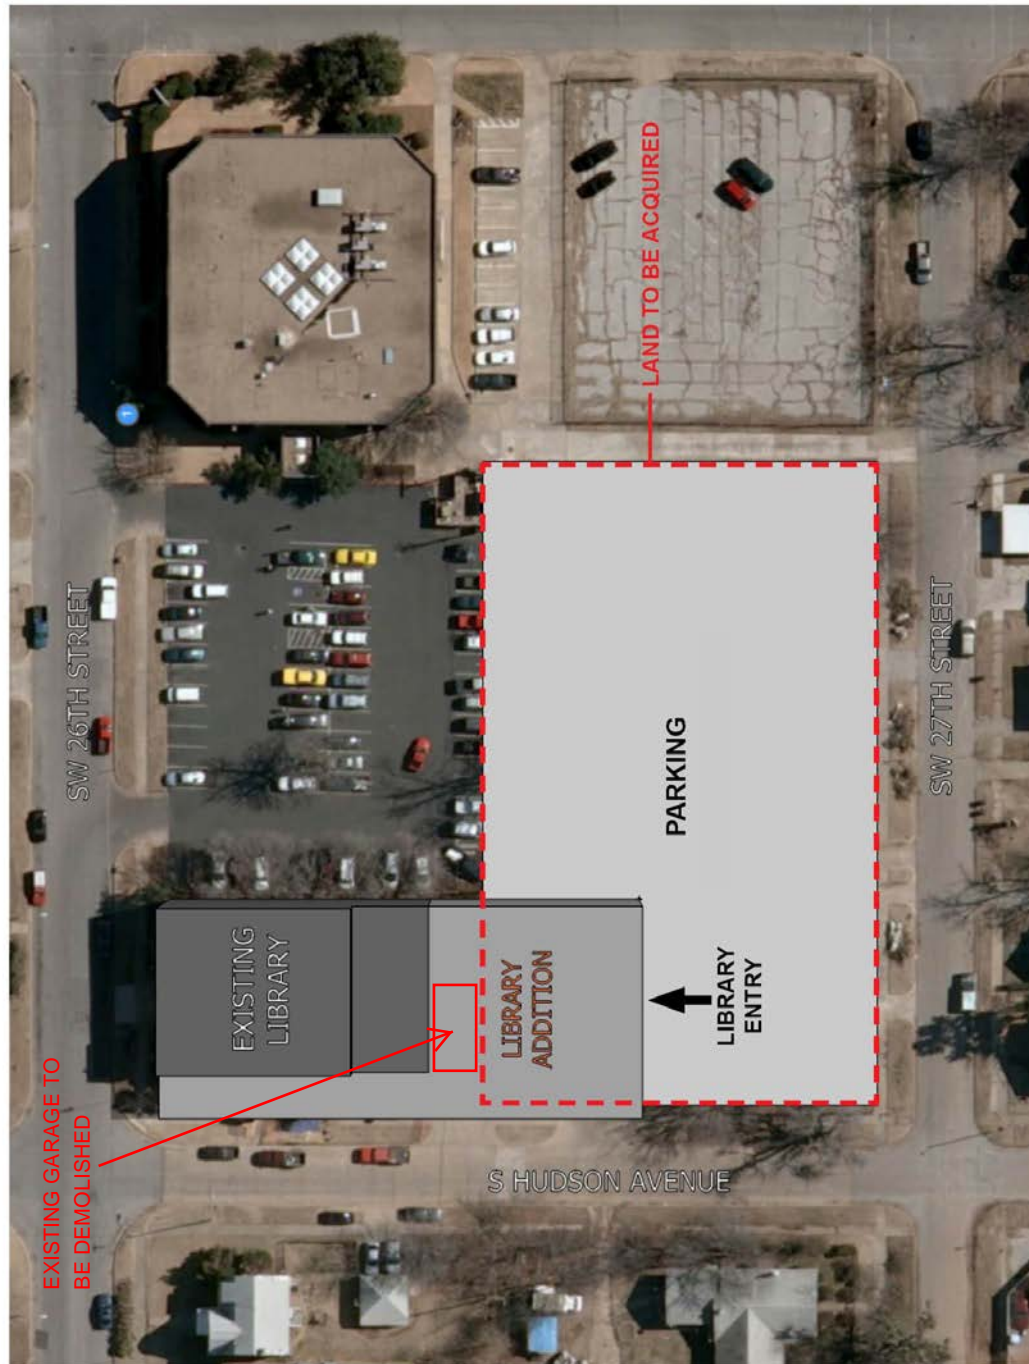 LAND TO BE ACQUIRED
SW 26TH STREET
SW 27TH STREET
PARKING
EXISTING
LIBRARY
LIBRARY
ADDITION
LIBRARY
ENTRY
EXISTING GARAGE TO
BE DEMOLISHED
S HUDSON AVENUE